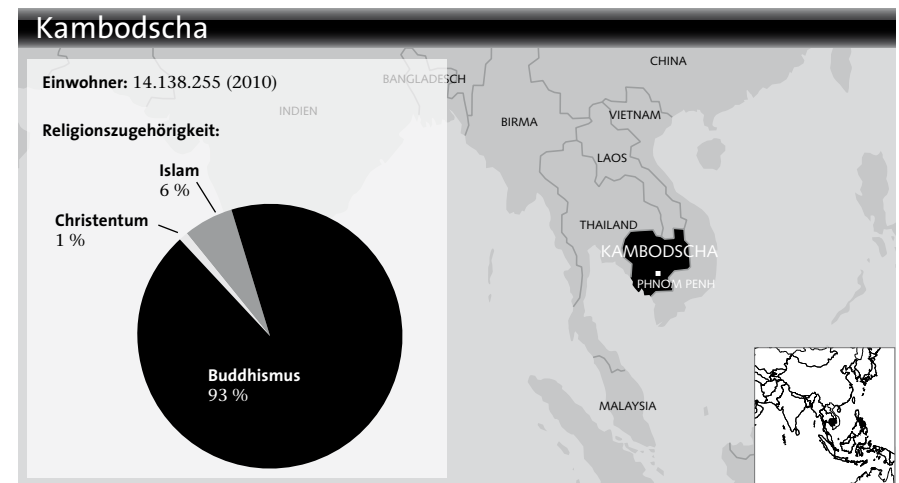 Kambodscha
Einwohner: 14.138.255 (2010)
Religionszugehörigkeit:
Islam
6 %
Christentum
1 %
Buddhismus
93 %
CHINA
BANGLADESCH
INDIEN
BIRMA
VIETNAM
LAOS
THAILAND
KAMBODSCHA
PHNOM PENH
MALAYSIA